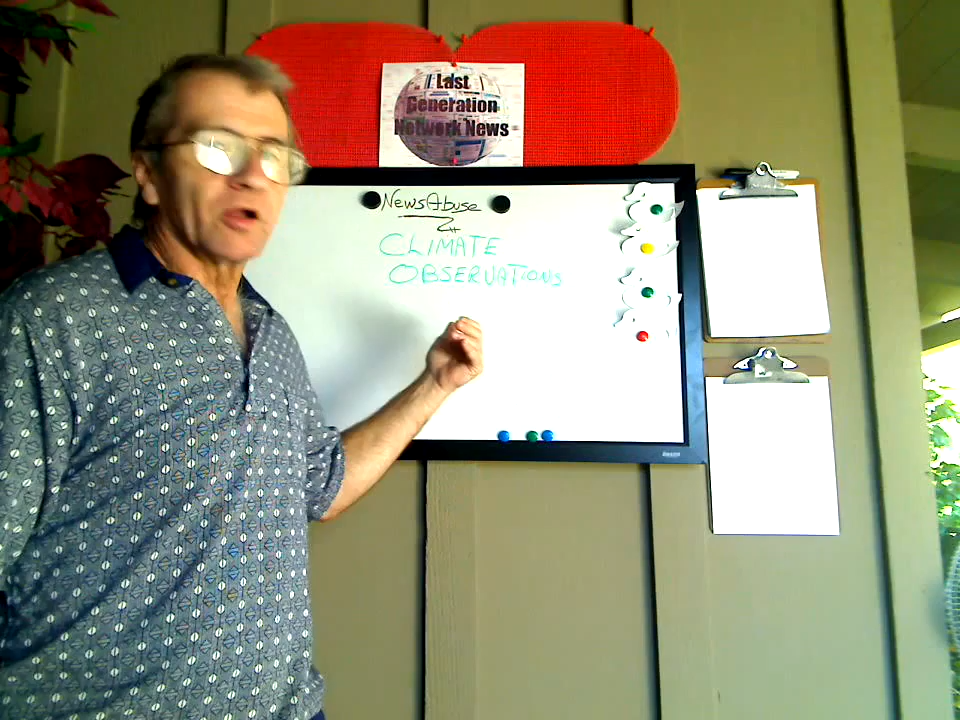 Last
Generation
Network News
NewsAbuse
CLIMATE
OBSERVATIONS